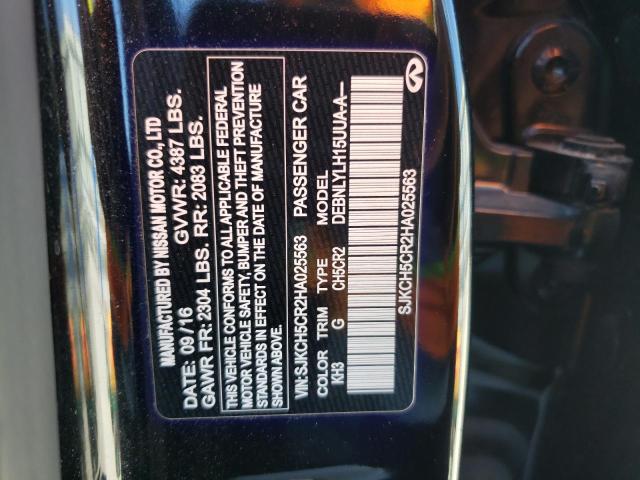 MANUFACTURED BY NISSAN MOTOR CO., LTD
DATE: 09/16 GVWR: 4387 LBS.
GAWR FR: 2304 LBS. RR: 2083 LBS.
THIS VEHICLE CONFORMS TO ALL APPLICABLE FEDERAL
MOTOR VEHICLE SAFETY, BUMPER AND THEFT PREVENTION
STANDARDS IN EFFECT ON THE DATE OF MANUFACTURE
SHOWN ABOVE.
VIN:SJKCH5CR2HA025563 PASSENGER CAR
COLOR TRIM TYPE MODEL
KH3 G CH5CR2 DEBNLYLH15UUA-A—
SJKCH5CR2HA025563